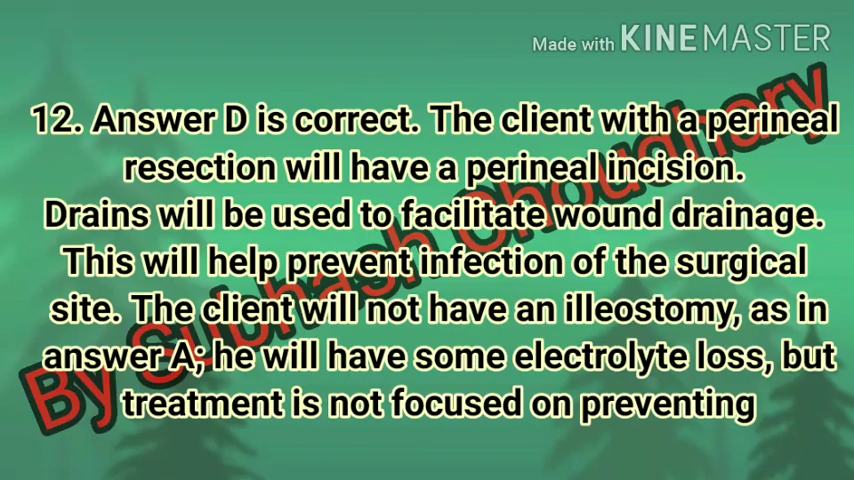 Made with KINEMASTER
12. Answer D is correct. The client with a perineal
resection will have a perineal incision.
Drains will be used to facilitate wound drainage.
This will help prevent infection of the surgical
site. The client will not have an illeostomy, as in
answer A; he will have some electrolyte loss, but
treatment is not focused on preventing
By Subhash Choudhary